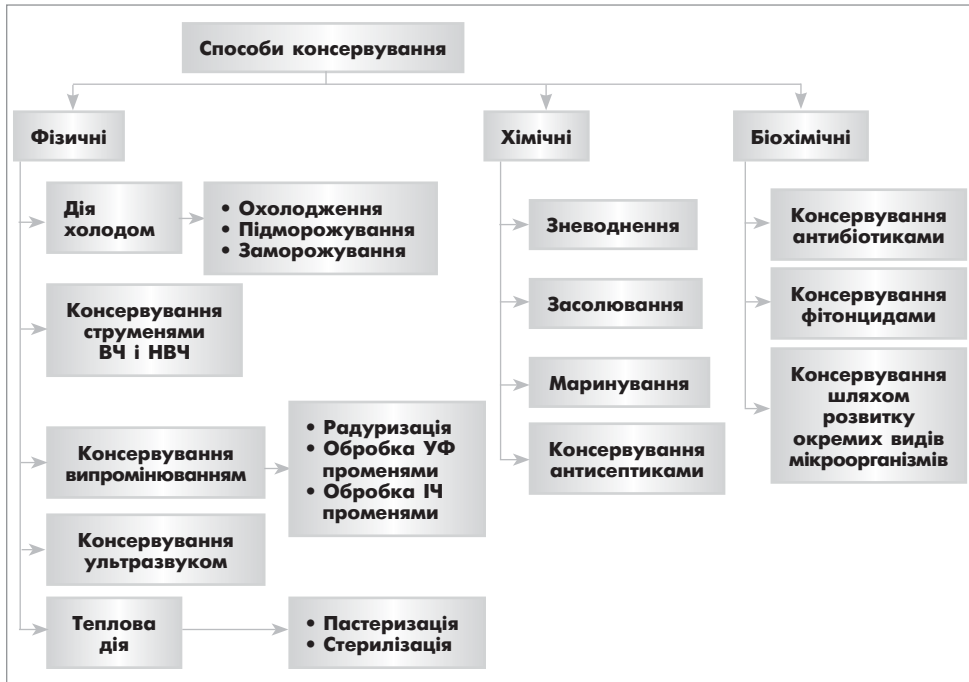 Способи консервування
Фізичні
Дія
холодом
• Охолодження
• Підморожування
• Заморожування
Консервування
струменями
ВЧ і НВЧ
Консервування
випромінюванням
• Радуризація
• Обробка УФ
променями
• Обробка ІЧ
променями
Консервування
ультразвуком
Теплова
дія
• Пастеризація
• Стерилізація
Хімічні
Зневоднення
Засолювання
Маринування
Консервування
антисептиками
Біохімічні
Консервування
антибіотиками
Консервування
фітонцидами
Консервування
шляхом
розвитку
окремих видів
мікроорганізмів